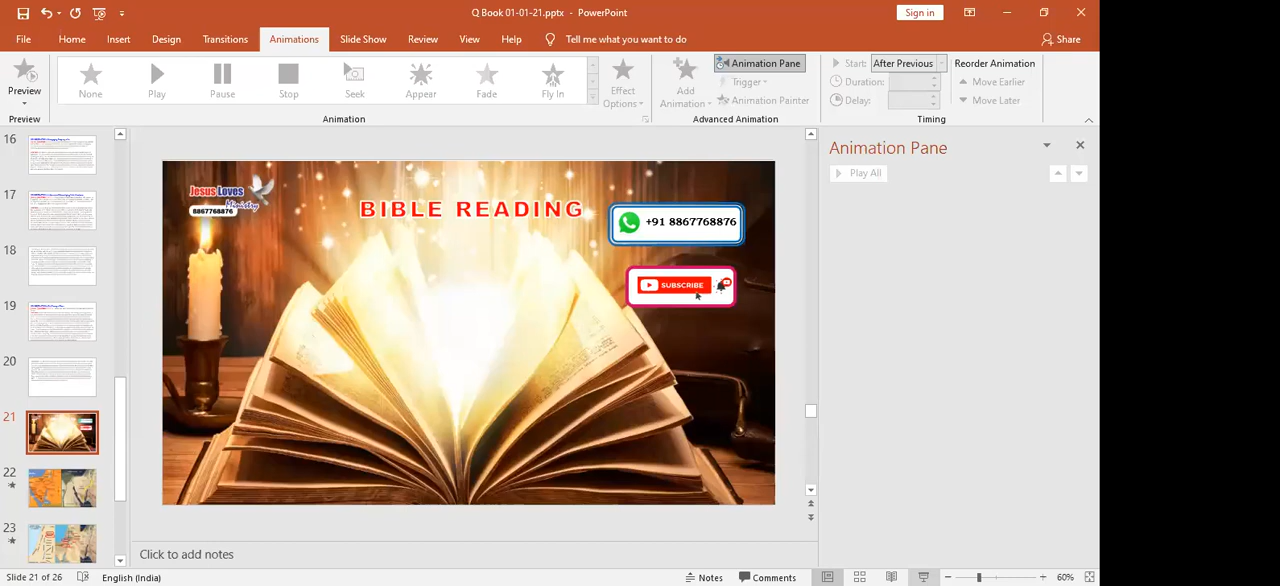 Q Book 01-01-21.pptx - PowerPoint
Sign in
File Home Insert Design Transitions Animations Slide Show Review View Help Tell me what you want to do
Share
Preview
None Play Pause Stop Seek Appear Fade Fly In
Effect Options
Add Animation
Animation Pane
Trigger
Animation Painter
Start: After Previous
Duration:
Delay:
Reorder Animation
Move Earlier
Move Later
Preview
Animation
Advanced Animation
Timing
16
17
18
19
20
21
22
23
Jesus Loves
Ministry
8867768876
BIBLE READING
+91 8867768876
SUBSCRIBE
Animation Pane
Play All
Click to add notes
Slide 21 of 26
English (India)
Notes
Comments
60%